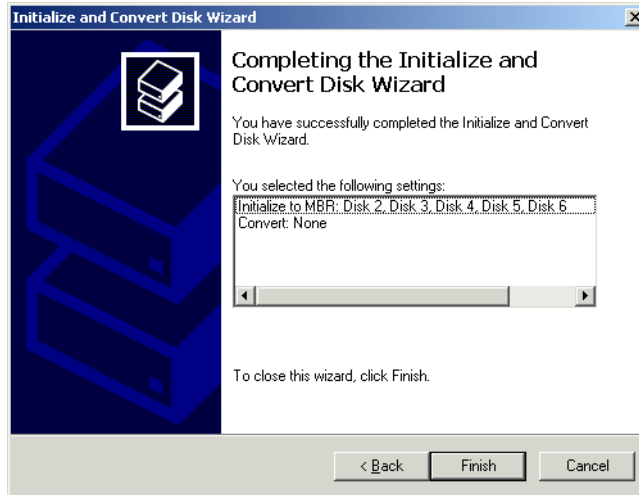 Initialize and Convert Disk Wizard
Completing the Initialize and
Convert Disk Wizard
You have successfully completed the Initialize and Convert
Disk Wizard.
You selected the following settings:
Initialize to MBR: Disk 2, Disk 3, Disk 4, Disk 5, Disk 6
Convert: None
To close this wizard, click Finish.
< Back Finish Cancel